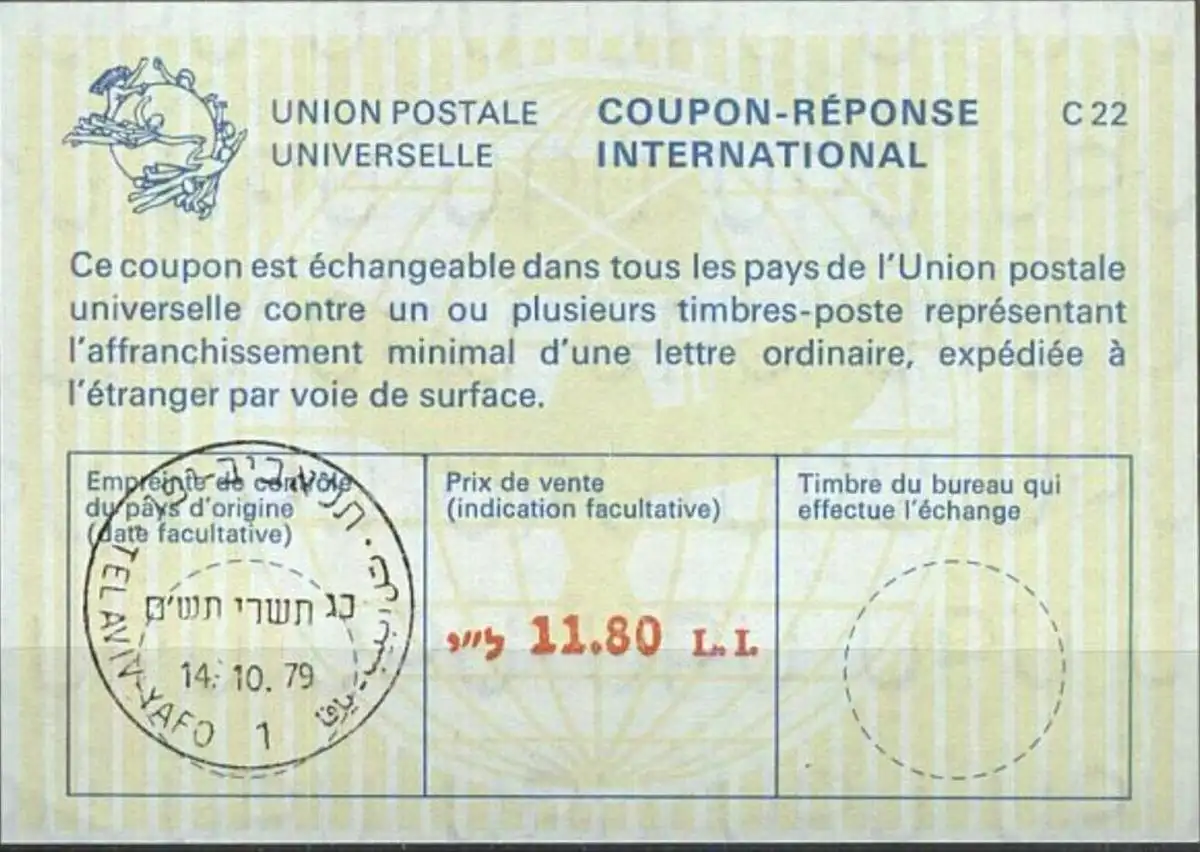 UNION POSTALE
UNIVERSELLE
COUPON-RÉPONSE
INTERNATIONAL
C 22
Ce coupon est échangeable dans tous les pays de l'Union postale
universelle contre un ou plusieurs timbres-poste représentant
l'affranchissement minimal d'une lettre ordinaire, expédiée à
l'étranger par voie de surface.
Empreinte de contrôle
du pays d'origine
(date facultative)
תל-אביב-יפו
כג תשרי תש"ם
14. 10. 79
TEL AVIV-YAFO
1
Prix de vente
(indication facultative)
ל"י 11.80 L.I.
Timbre du bureau qui
effectue l'échange